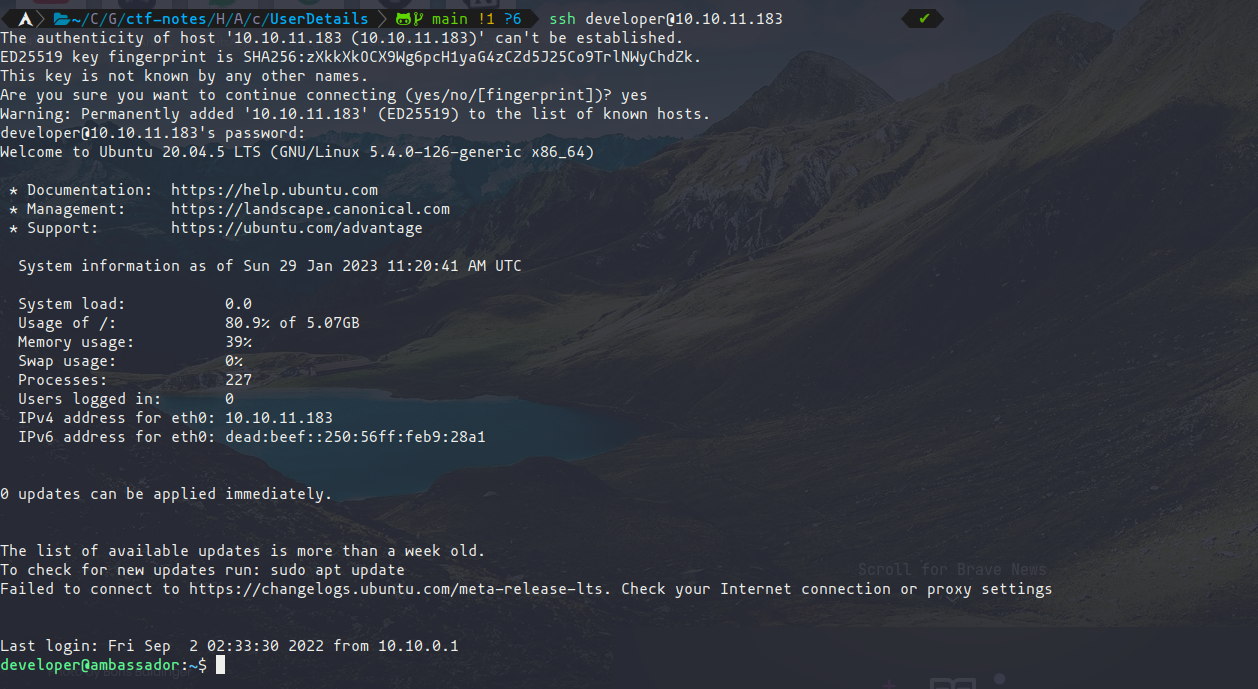 ~/C/G/ctf-notes/H/A/c/UserDetails main !1 ?6 ssh developer@10.10.11.183 ✔
The authenticity of host '10.10.11.183 (10.10.11.183)' can't be established.
ED25519 key fingerprint is SHA256:zXkkXkOCX9Wg6pcH1yaG4zCZd5J25Co9TrlNWyChdZk.
This key is not known by any other names.
Are you sure you want to continue connecting (yes/no/[fingerprint])? yes
Warning: Permanently added '10.10.11.183' (ED25519) to the list of known hosts.
developer@10.10.11.183's password:
Welcome to Ubuntu 20.04.5 LTS (GNU/Linux 5.4.0-126-generic x86_64)
* Documentation: https://help.ubuntu.com
* Management: https://landscape.canonical.com
* Support: https://ubuntu.com/advantage
System information as of Sun 29 Jan 2023 11:20:41 AM UTC
System load: 0.0
Usage of /: 80.9% of 5.07GB
Memory usage: 39%
Swap usage: 0%
Processes: 227
Users logged in: 0
IPv4 address for eth0: 10.10.11.183
IPv6 address for eth0: dead:beef::250:56ff:feb9:28a1
0 updates can be applied immediately.
The list of available updates is more than a week old.
To check for new updates run: sudo apt update
Scroll for Brave News
Failed to connect to https://changelogs.ubuntu.com/meta-release-lts. Check your Internet connection or proxy settings
Last login: Fri Sep  2 02:33:30 2022 from 10.10.0.1
developer@ambassador:~$